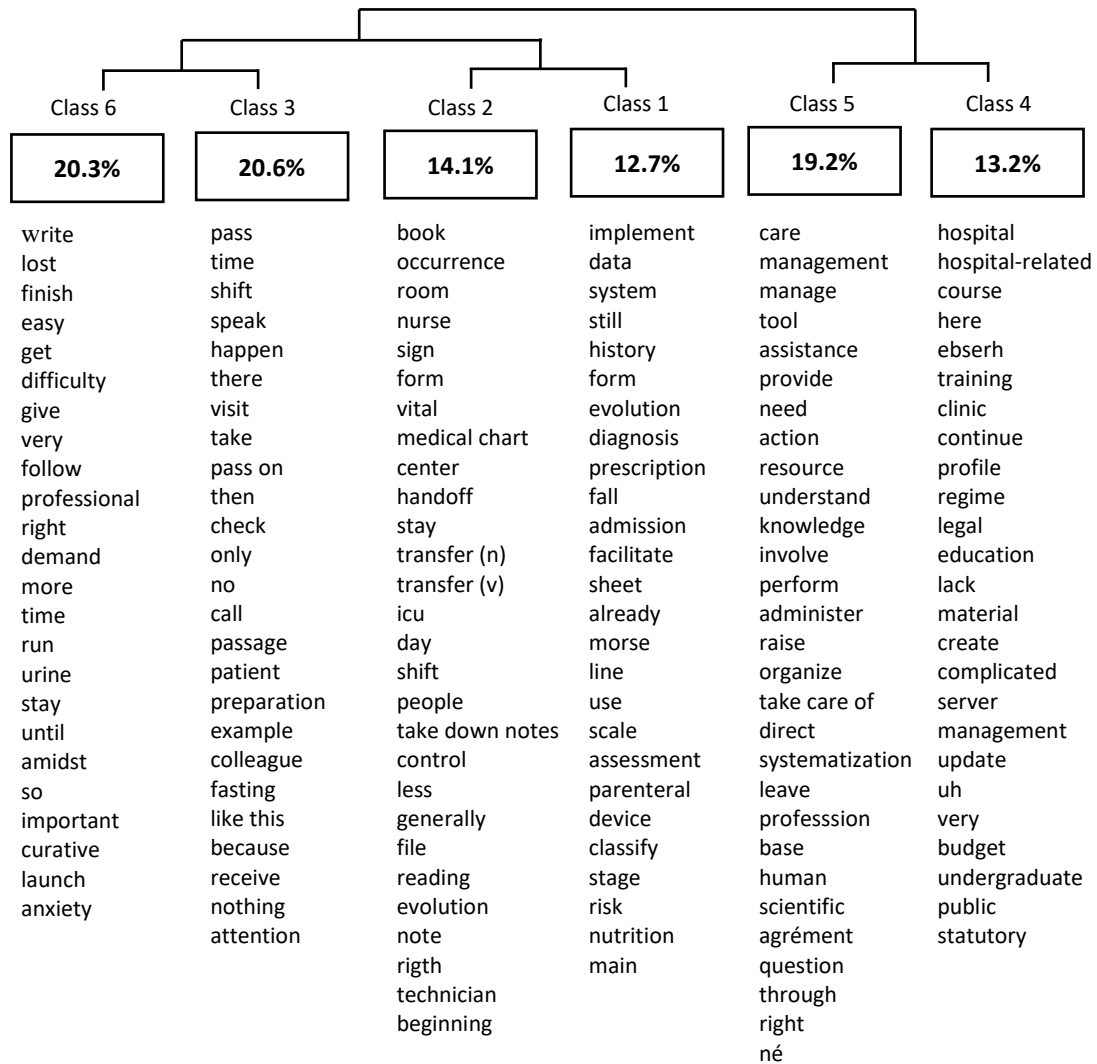 Class 6 Class 3 Class 2 Class 1 Class 5 Class 4
20.3% 20.6% 14.1% 12.7% 19.2% 13.2%
write pass book implement care hospital
lost time occurrence data management hospital-related
finish shift room system manage course
easy speak nurse still tool here
get happen sign history assistance ebserh
difficulty there form form provide training
give visit vital evolution need clinic
very take medical chart diagnosis action continue
follow pass on center prescription resource profile
professional then handoff fall understand regime
right check stay admission knowledge legal
demand only transfer (n) facilitate involve education
more no transfer (v) sheet perform lack
time call icu already administer material
run passage day morse raise create
urine patient shift line organize complicated
stay preparation people use take care of server
until example take down notes scale direct management
amidst colleague control assessment systematization update
so fasting less parenteral leave uh
important like this generally device professsion very
curative because file classify base budget
launch receive reading stage human undergraduate
anxiety nothing evolution risk scientific public
attention note nutrition agrément statutory
rigth main question
technician through
beginning right
né